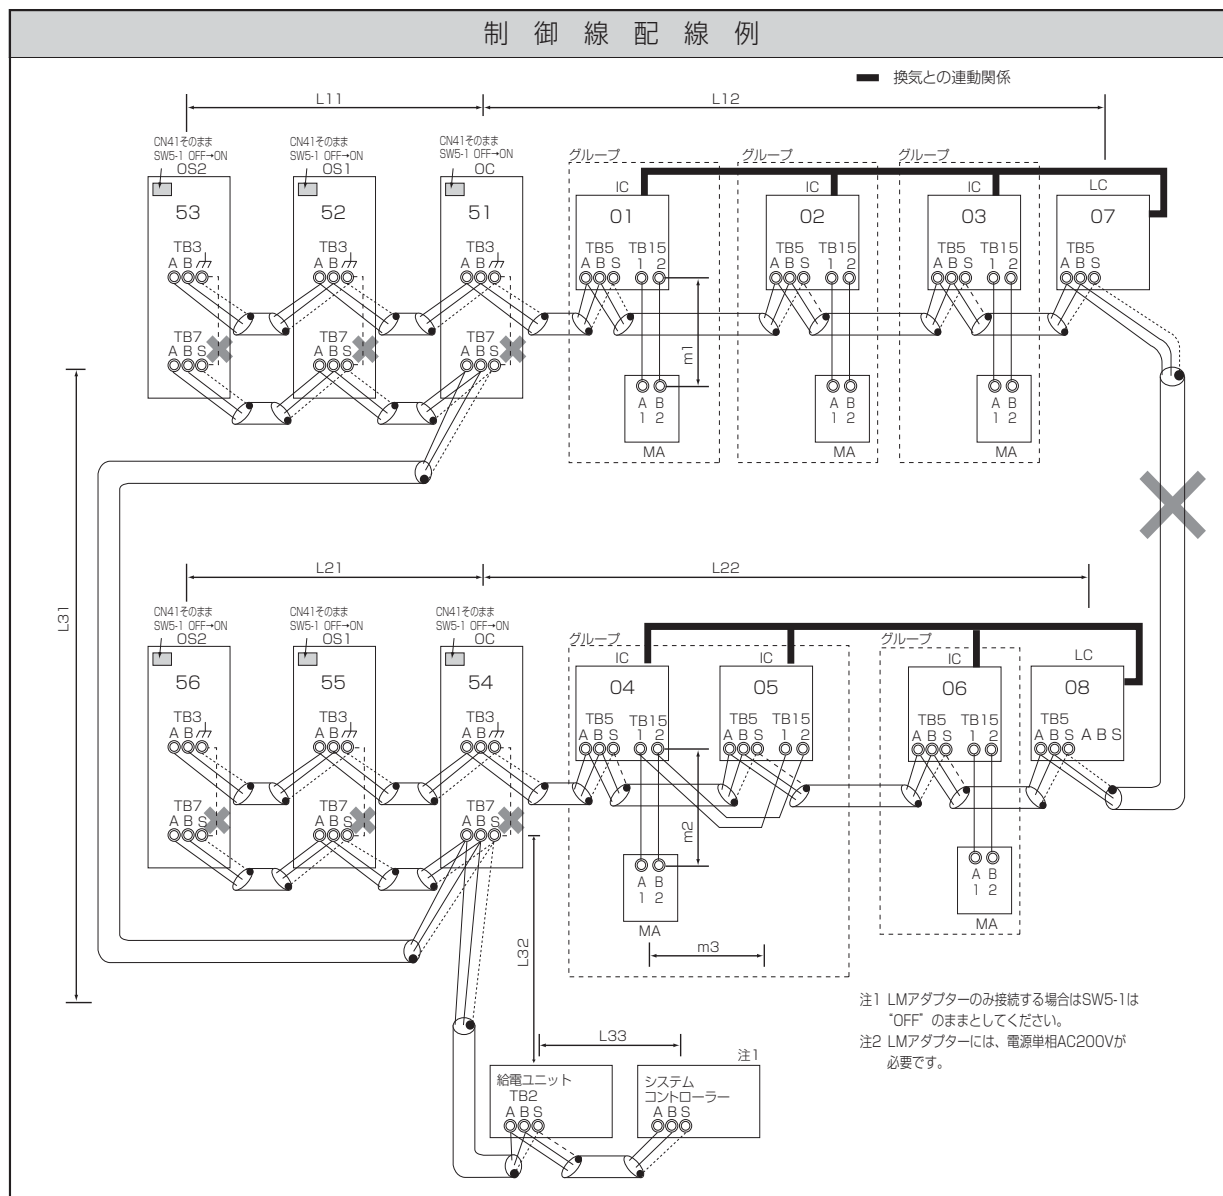 制御線配線例
換気との連動関係
L11
L12
CN41そのまま
SW5-1 OFF→ON
OS2
53
TB3
A B
TB7
A B S
CN41そのまま
SW5-1 OFF→ON
OS1
52
TB3
A B
TB7
A B S
CN41そのまま
SW5-1 OFF→ON
OC
51
TB3
A B
TB7
A B S
グループ
IC
01
TB5 TB15
A B S 1 2
m1
A B
1 2
MA
グループ
IC
02
TB5 TB15
A B S 1 2
A B
1 2
MA
グループ
IC
03
TB5 TB15
A B S 1 2
A B
1 2
MA
LC
07
TB5
A B S
L31
L21
L22
CN41そのまま
SW5-1 OFF→ON
OS2
56
TB3
A B
TB7
A B S
CN41そのまま
SW5-1 OFF→ON
OS1
55
TB3
A B
TB7
A B S
CN41そのまま
SW5-1 OFF→ON
OC
54
TB3
A B
TB7
A B S
グループ
IC
04
TB5 TB15
A B S 1 2
m2
A B
1 2
MA
m3
IC
05
TB5 TB15
A B S 1 2
グループ
IC
06
TB5 TB15
A B S 1 2
A B
1 2
MA
LC
08
TB5
A B S A B S
L32
L33
給電ユニット
TB2
A B S
注1
システム
コントローラー
A B S
注1 LMアダプターのみ接続する場合はSW5-1は
"OFF" のままとしてください。
注2 LMアダプターには、電源単相AC200Vが
必要です。